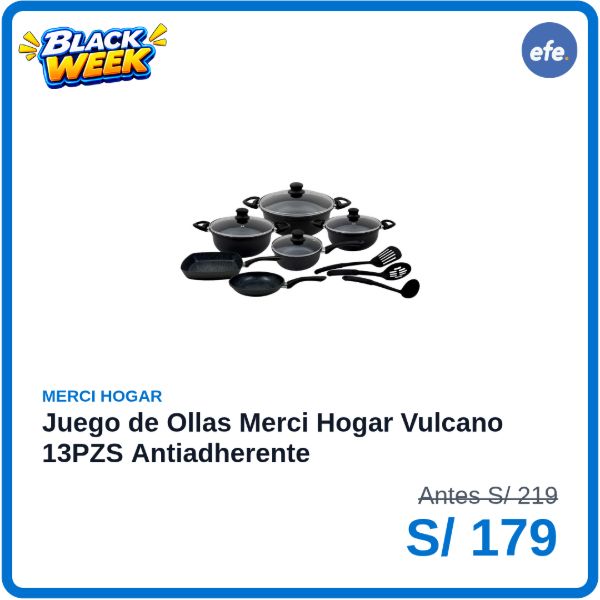 BLACK
WEEK
efe.
MERCI HOGAR
Juego de Ollas Merci Hogar Vulcano
13PZS Antiadherente
Antes S/ 219
S/ 179